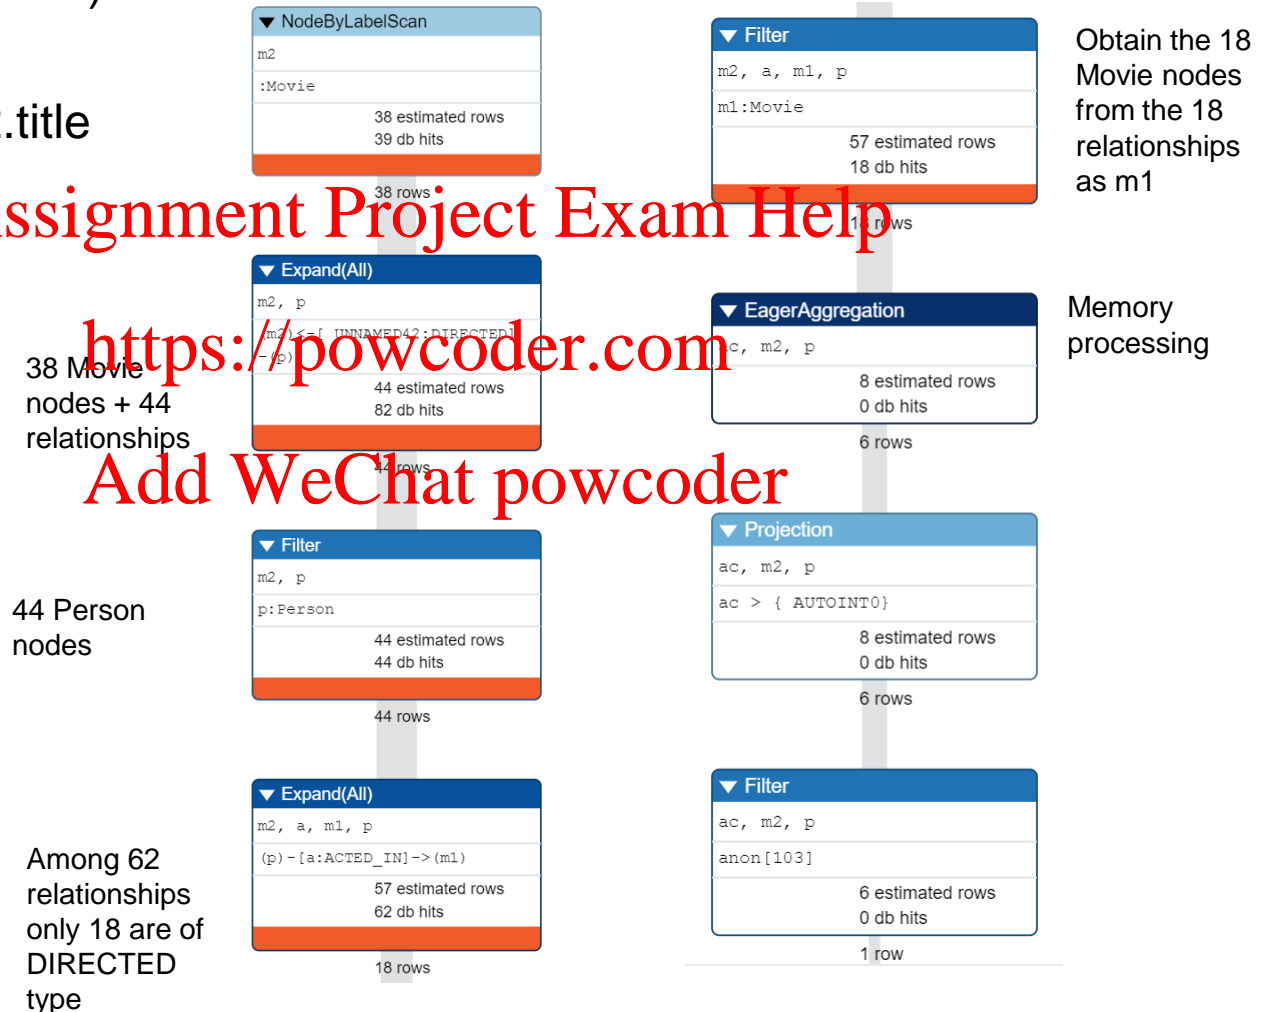 )
.title
▼ NodeByLabelScan
m2
:Movie
38 estimated rows
39 db hits
38 rows
ssignment Project Exam Help
▼ Expand(All)
m2, p
(m2)<-[ UNNAMED42:DIRECTED]
-(p)
https://powcoder.com
44 estimated rows
82 db hits
38 Movie
nodes + 44
relationships
44 rows
Add WeChat powcoder
▼ Filter
m2, p
p:Person
44 estimated rows
44 db hits
44 Person
nodes
44 rows
▼ Expand(All)
m2, a, m1, p
(p)-[a:ACTED_IN]->(m1)
57 estimated rows
62 db hits
Among 62
relationships
only 18 are of
DIRECTED
type
18 rows
▼ Filter
m2, a, m1, p
m1:Movie
57 estimated rows
18 db hits
18 rows
Obtain the 18
Movie nodes
from the 18
relationships
as m1
▼ EagerAggregation
ac, m2, p
8 estimated rows
0 db hits
6 rows
Memory
processing
▼ Projection
ac, m2, p
ac > { AUTOINT0}
8 estimated rows
0 db hits
6 rows
▼ Filter
ac, m2, p
anon[103]
6 estimated rows
0 db hits
1 row